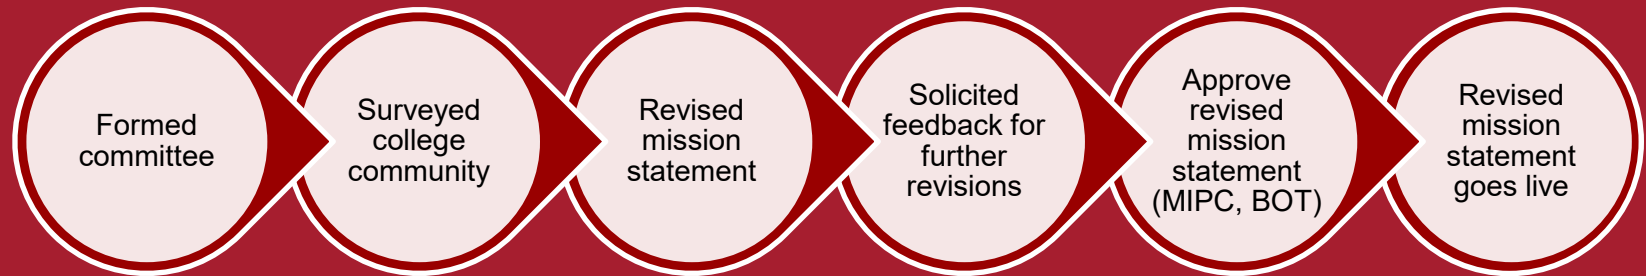 Formed
committee
Surveyed
college
community
Revised
mission
statement
Solicited
feedback for
further
revisions
Approve
revised
mission
statement
(MIPC, BOT)
Revised
mission
statement
goes live